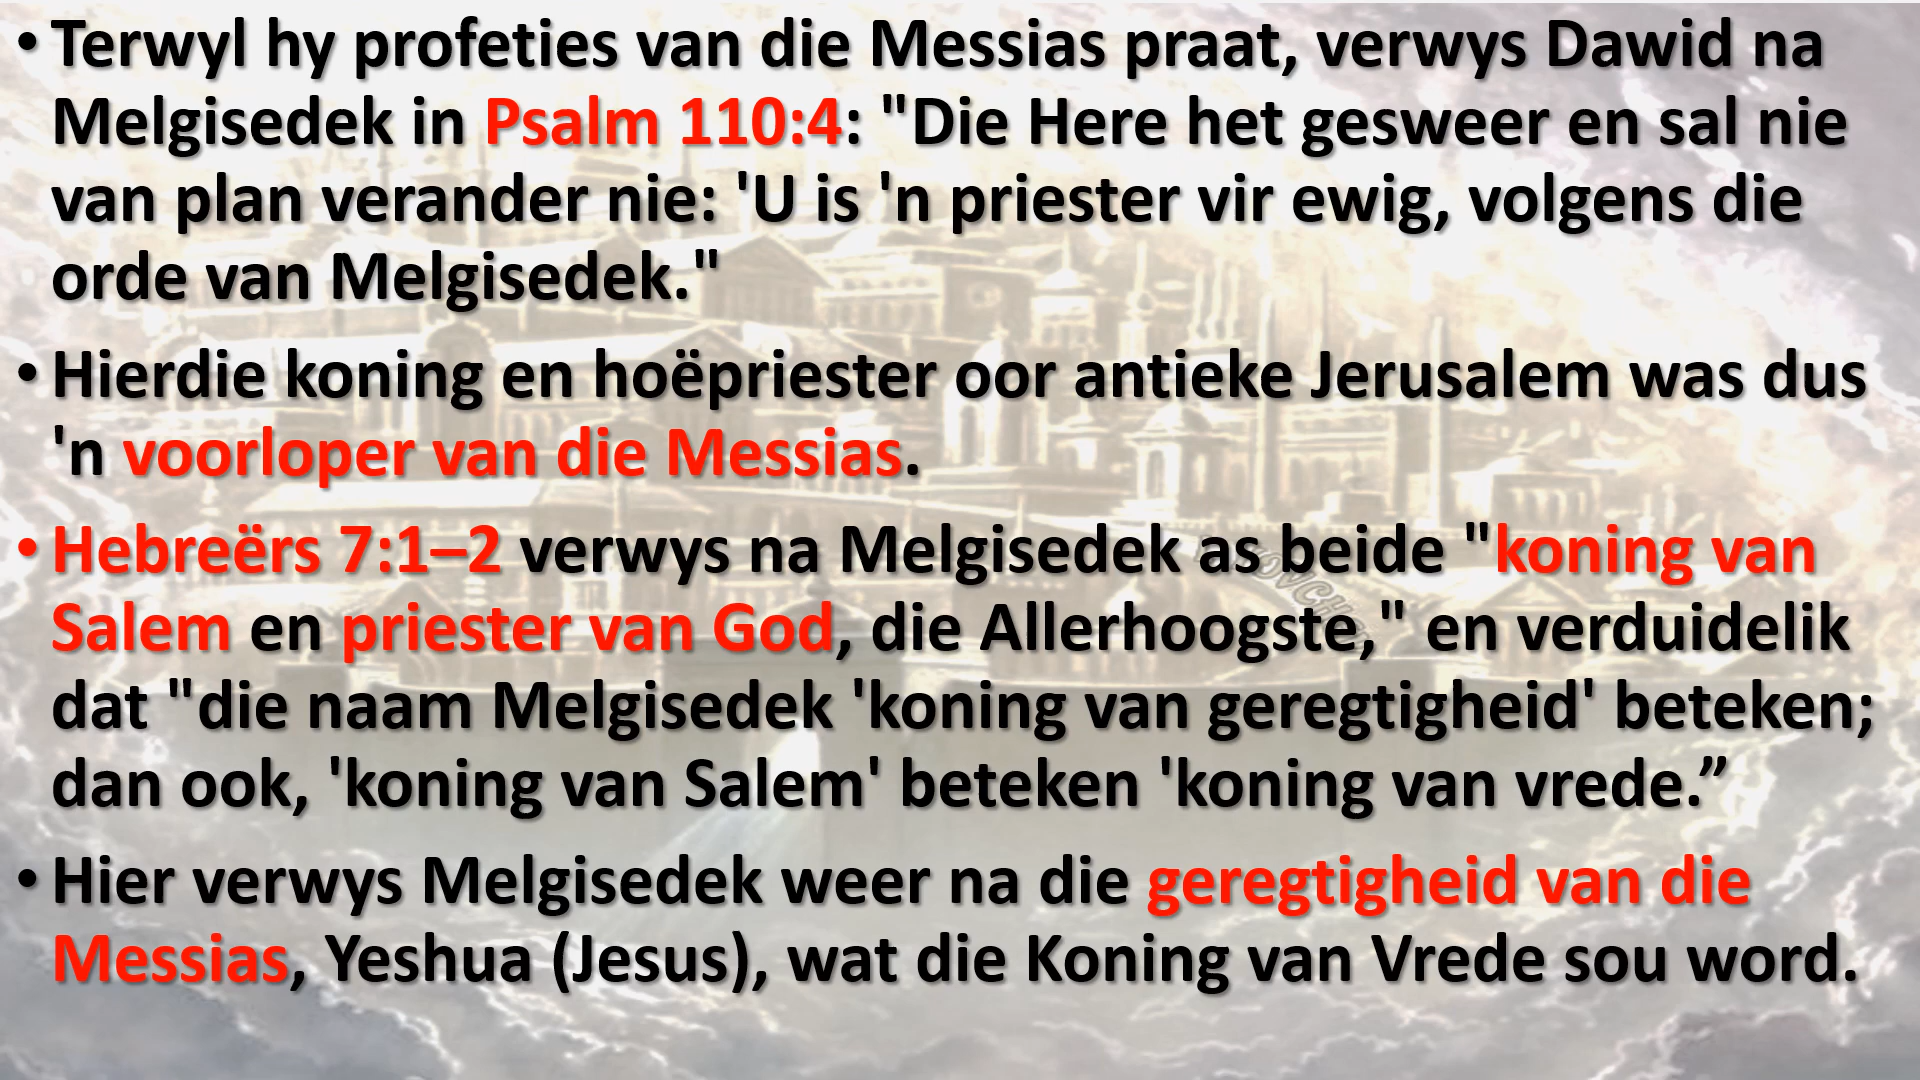 • Terwyl hy profeties van die Messias praat, verwys Dawid na
Melgisedek in Psalm 110:4: "Die Here het gesweer en sal nie
van plan verander nie: 'U is 'n priester vir ewig, volgens die
orde van Melgisedek."
• Hierdie koning en hoëpriester oor antieke Jerusalem was dus
'n voorloper van die Messias.
• Hebreërs 7:1–2 verwys na Melgisedek as beide "koning van
Salem en priester van God, die Allerhoogste," en verduidelik
dat "die naam Melgisedek 'koning van geregtigheid' beteken;
dan ook, 'koning van Salem' beteken 'koning van vrede.”
• Hier verwys Melgisedek weer na die geregtigheid van die
Messias, Yeshua (Jesus), wat die Koning van Vrede sou word.